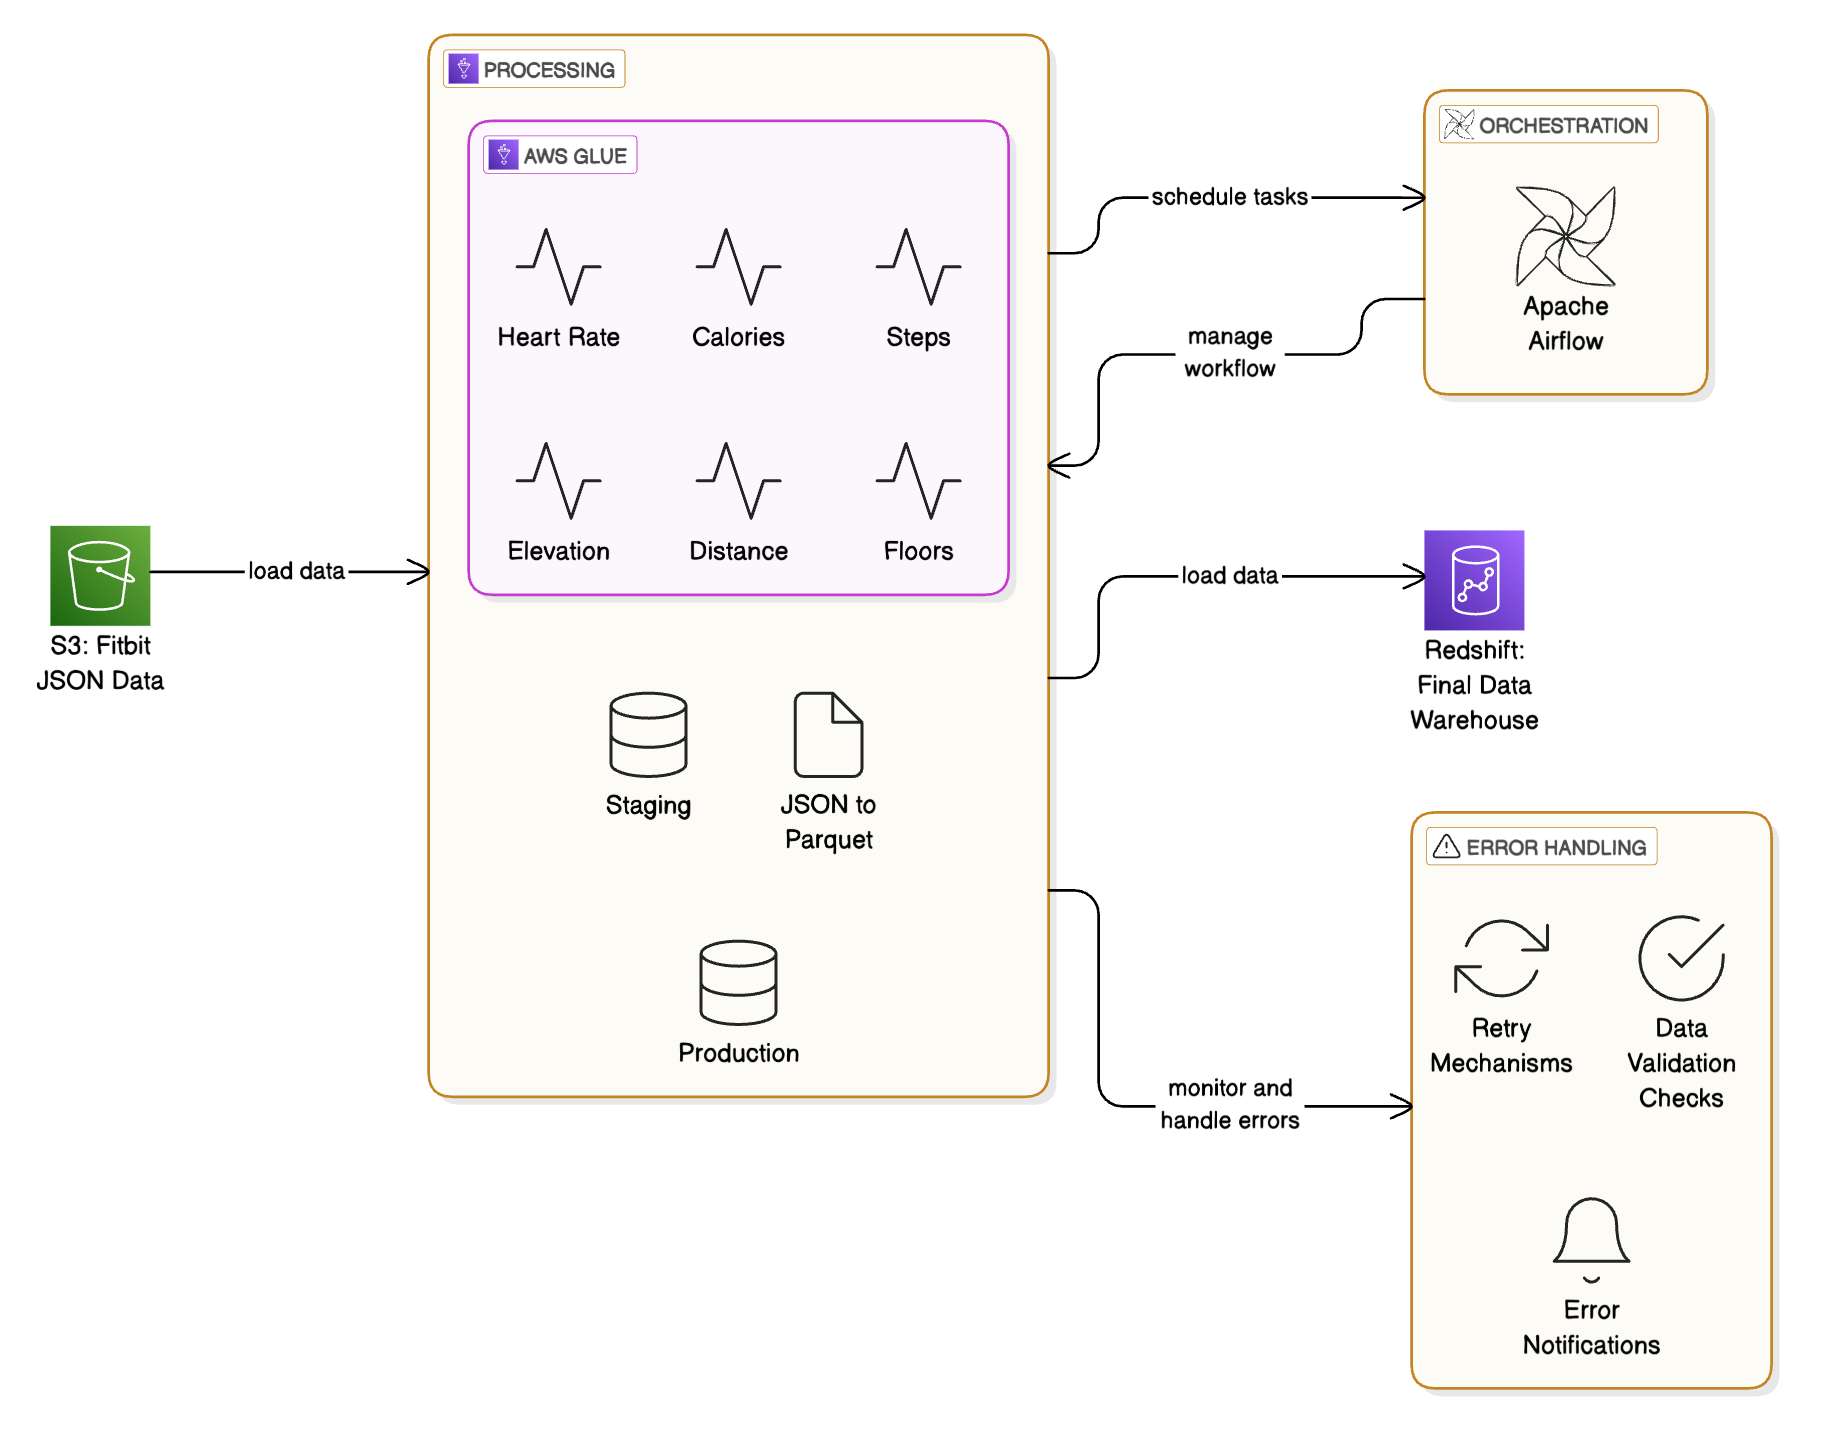 PROCESSING
AWS GLUE
Heart Rate
Calories
Steps
Elevation
Distance
Floors
Staging
JSON to
Parquet
Production
S3: Fitbit
JSON Data
load data
schedule tasks
manage
workflow
load data
monitor and
handle errors
ORCHESTRATION
Apache
Airflow
Redshift:
Final Data
Warehouse
ERROR HANDLING
Retry
Mechanisms
Data
Validation
Checks
Error
Notifications